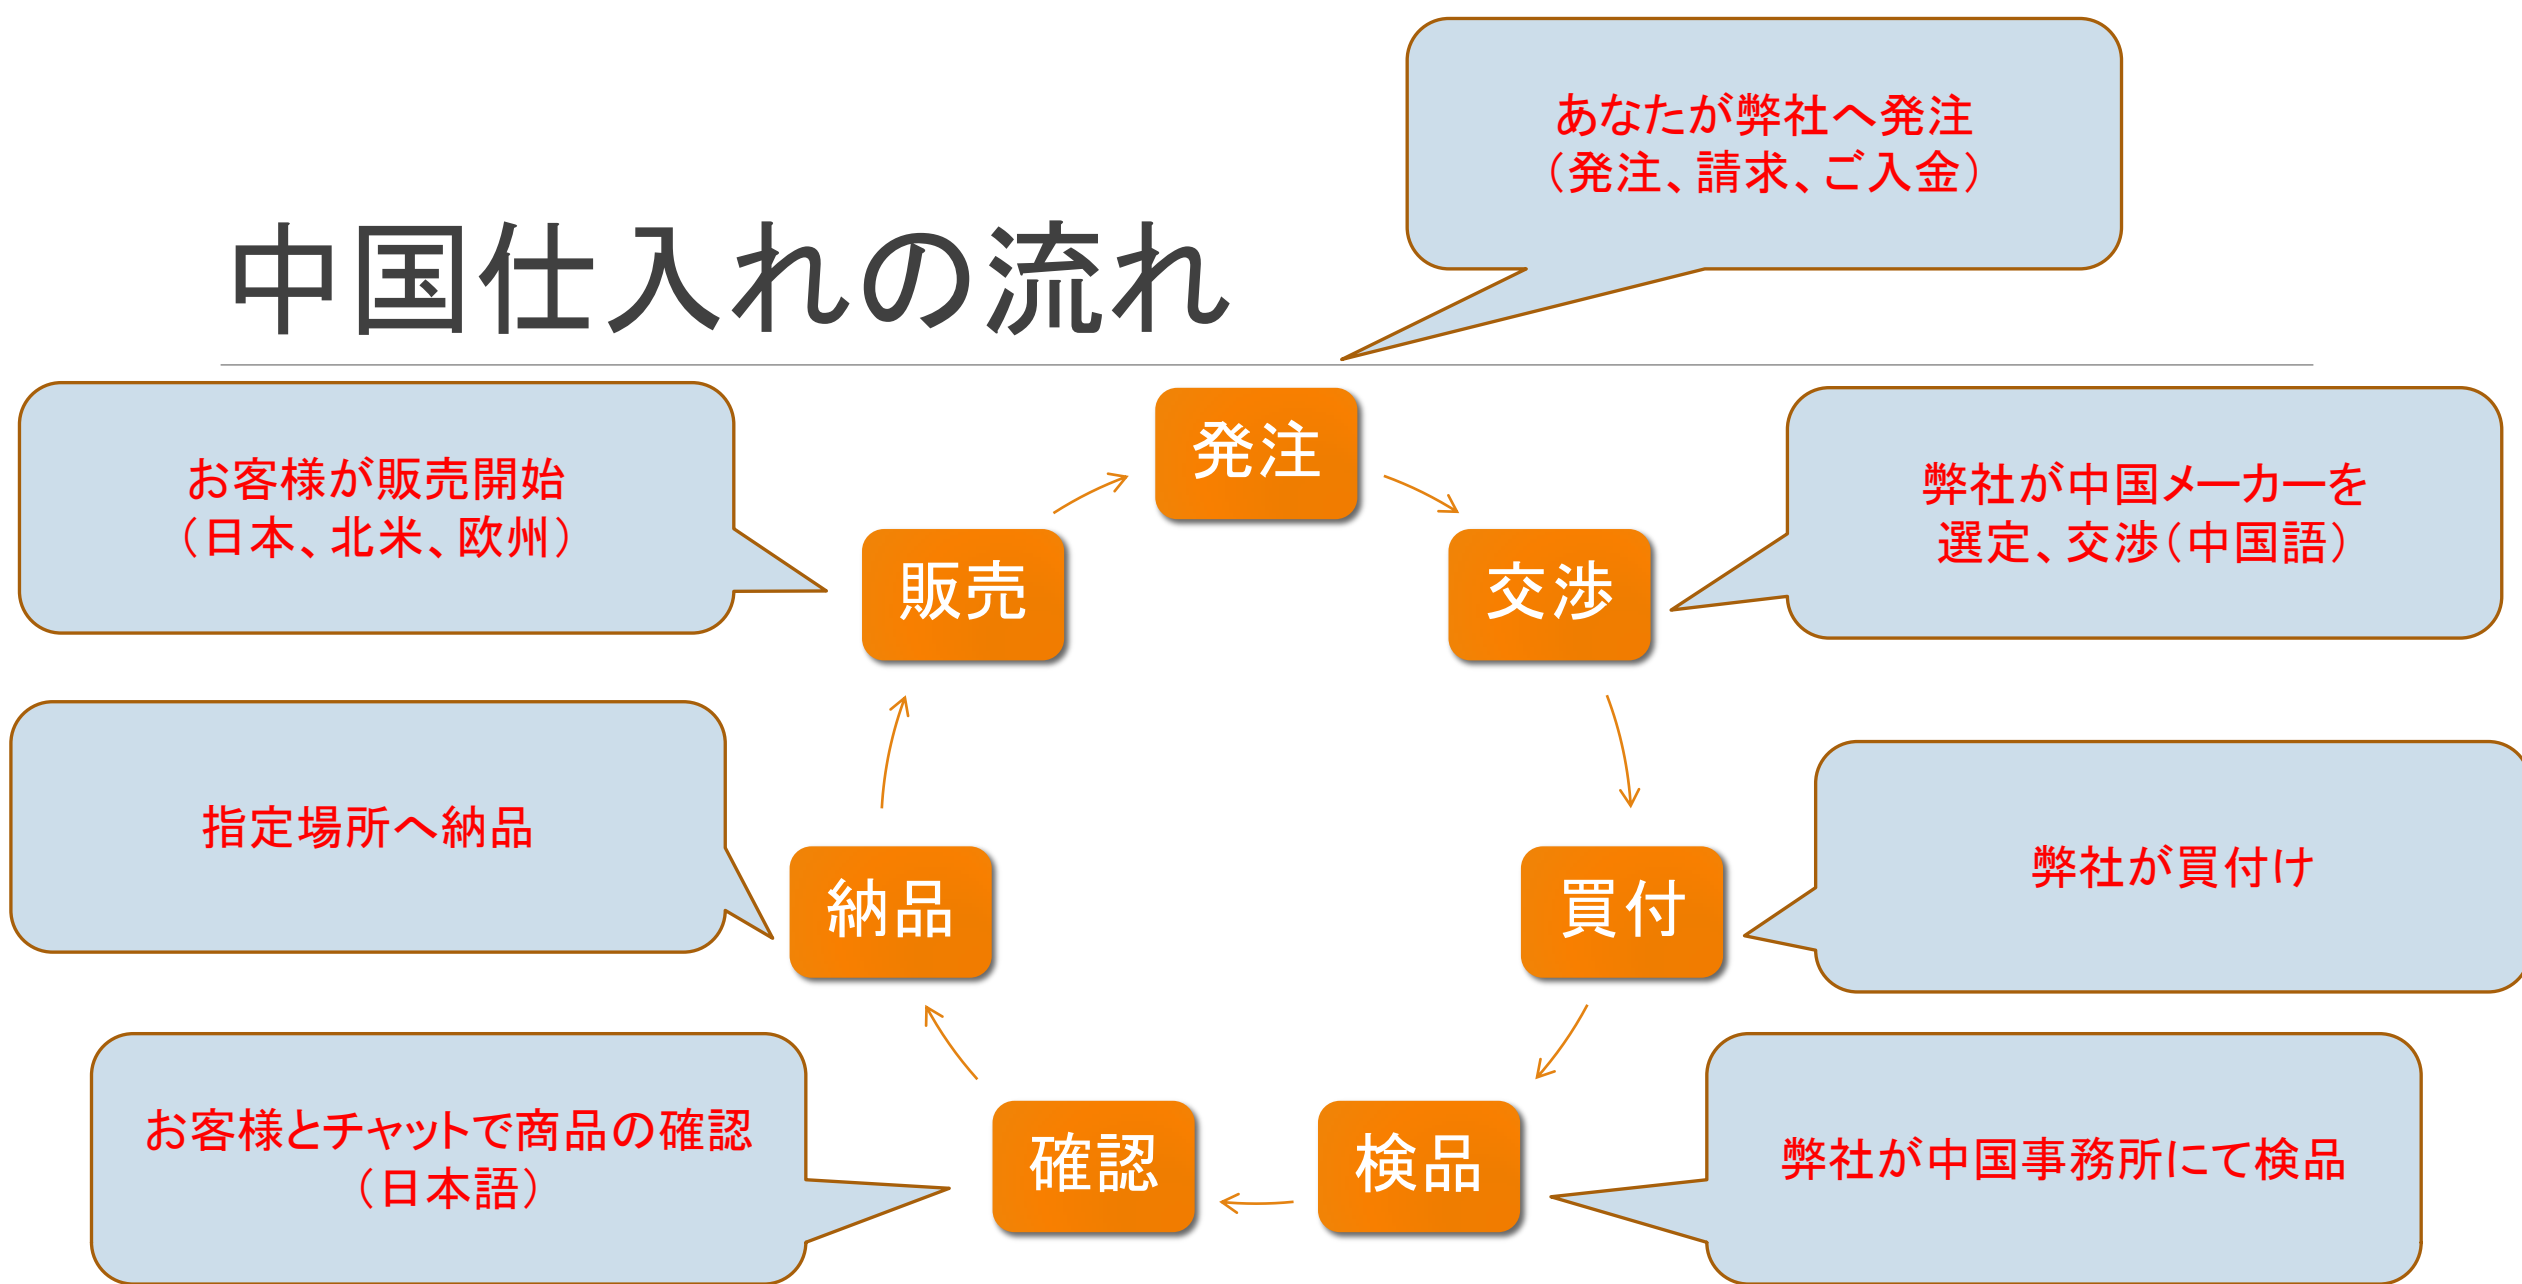 中国仕入れの流れ
あなたが弊社へ発注
（発注、請求、ご入金）
発注
弊社が中国メーカーを
選定、交渉（中国語）
交渉
弊社が買付け
買付
弊社が中国事務所にて検品
検品
お客様とチャットで商品の確認
（日本語）
確認
指定場所へ納品
納品
お客様が販売開始
（日本、北米、欧州）
販売